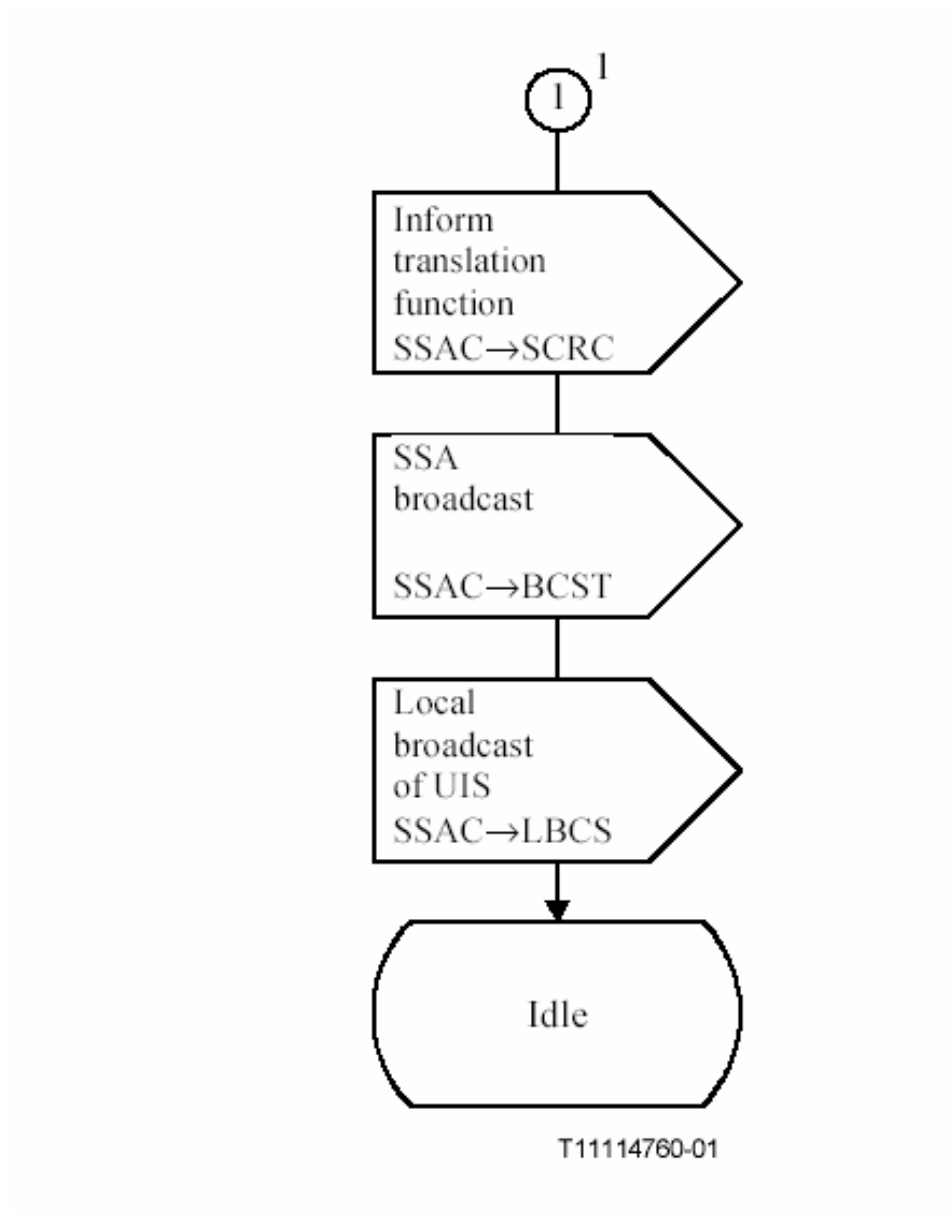 1
1
Inform
translation
function
SSAC→SCRC
SSA
broadcast
SSAC→BCST
Local
broadcast
of UIS
SSAC→LBCS
Idle
T11114760-01